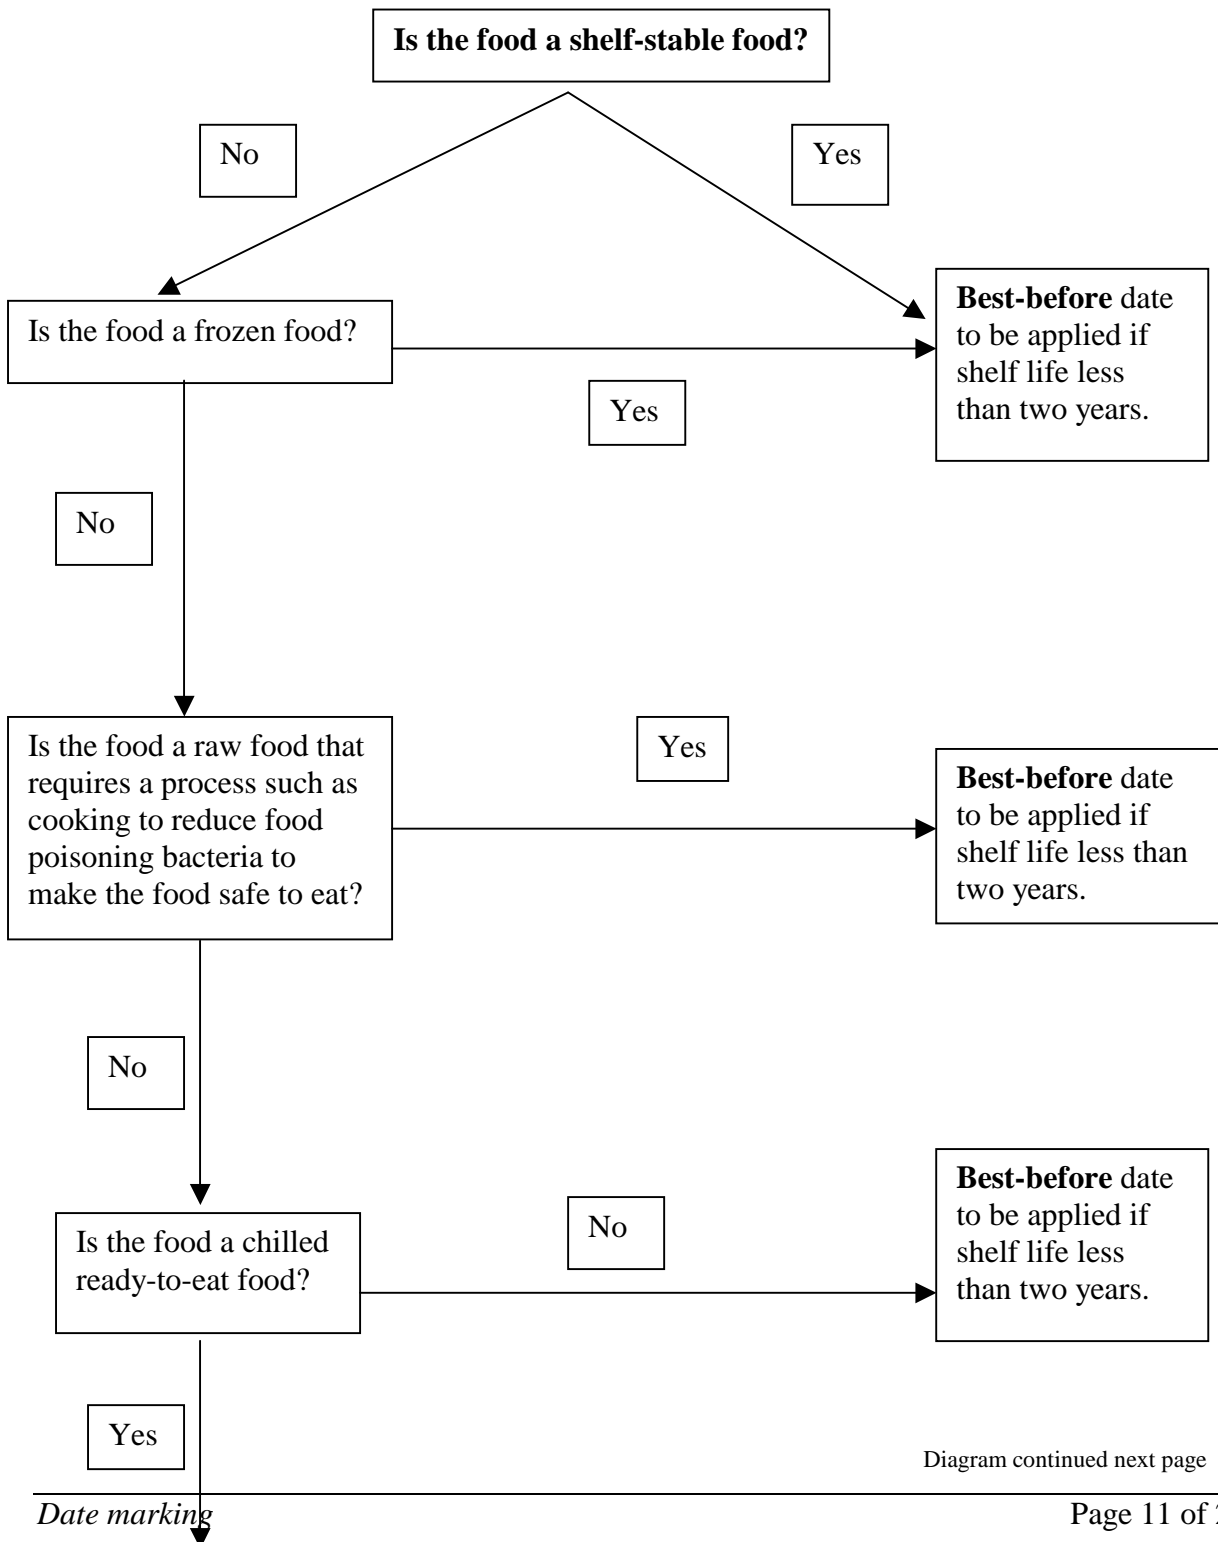 Is the food a shelf-stable food?
No
Yes
Is the food a frozen food?
Best-before date
to be applied if
shelf life less
than two years.
Yes
No
Is the food a raw food that
requires a process such as
cooking to reduce food
poisoning bacteria to
make the food safe to eat?
Yes
Best-before date
to be applied if
shelf life less than
two years.
No
Is the food a chilled
ready-to-eat food?
No
Best-before date
to be applied if
shelf life less
than two years.
Yes
Diagram continued next page
Date marking
Page 11 of